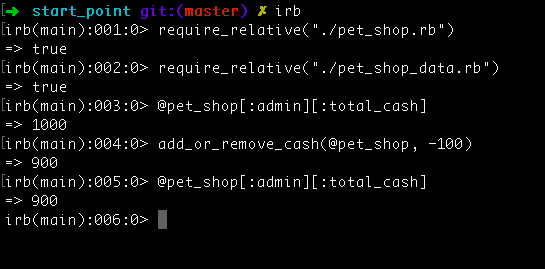 ➜ start_point git:(master) ✗ irb
irb(main):001:0> require_relative("./pet_shop.rb")
=> true
irb(main):002:0> require_relative("./pet_shop_data.rb")
=> true
irb(main):003:0> @pet_shop[:admin][:total_cash]
=> 1000
irb(main):004:0> add_or_remove_cash(@pet_shop, -100)
=> 900
irb(main):005:0> @pet_shop[:admin][:total_cash]
=> 900
irb(main):006:0>